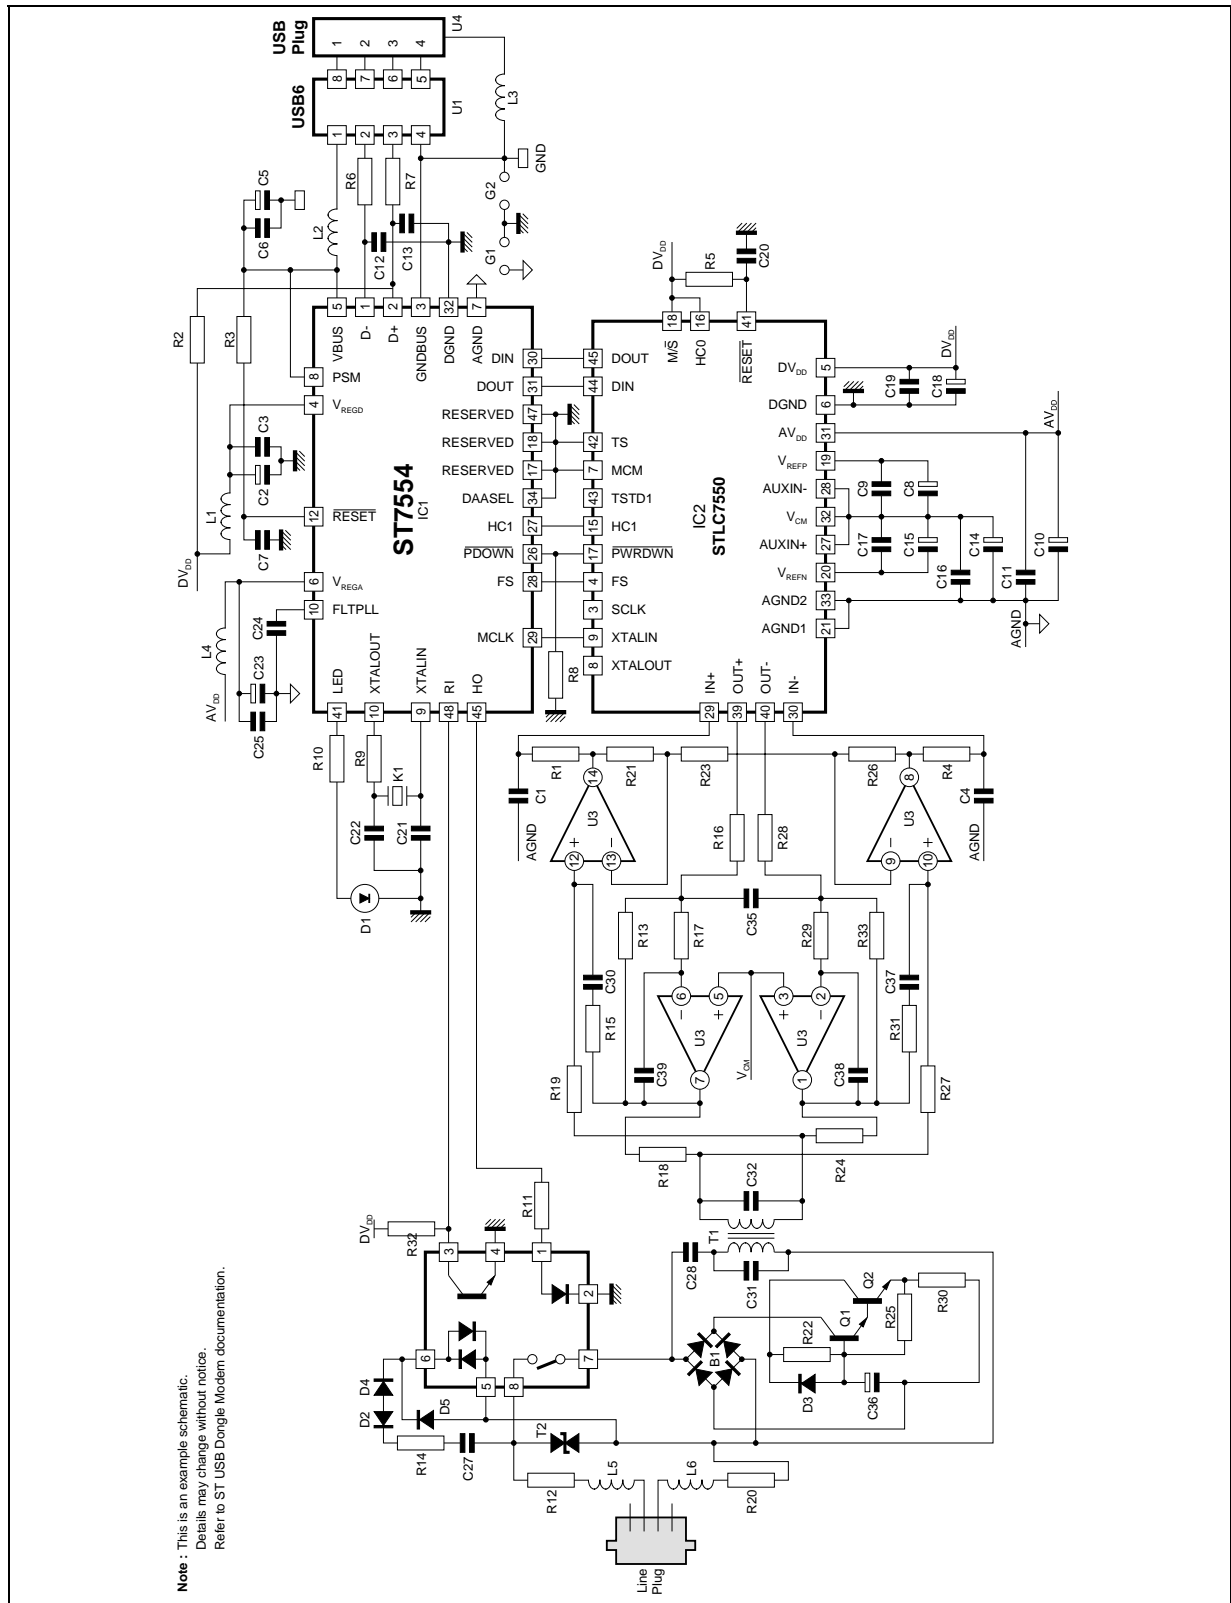 USB
Plug
U4
1
2
3
4
8
7
6
5
USB6
U1
1
2
3
4
L3
GND
G2
G1
R6
R7
C5
C6
L2
C12
C13
R2
R3
5
1
2
3
32
7
VBUS
D-
D+
GNDBUS
DGND
AGND
8
PSM
4
VREGD
C3
C2
L1
DVDD
12
RESET
C7
6
VREGA
10
FLTPLL
C24
C23
C25
L4
AVDD
ST7554
IC1
DIN
30
DOUT
31
RESERVED
47
RESERVED
18
RESERVED
17
DAASEL
34
HC1
27
PDOWN
26
FS
28
MCLK
29
R8
41
LED
10
XTALOUT
9
XTALIN
48
RI
45
HO
R10
R9
K1
C22
C21
D1
DVDD
R5
C20
18
M/S
16
HC0
41
RESET
IC2
STLC7550
45
DOUT
44
DIN
42
TS
7
MCM
43
TSTD1
15
HC1
17
PWRDWN
4
FS
3
SCLK
9
XTALIN
8
XTALOUT
DVDD
5
DGND
6
AVDD
31
VREFP
19
AUXIN-
28
VCM
32
AUXIN+
27
VREFN
20
AGND2
33
AGND1
21
C19
C18
DVDD
AVDD
C9
C8
C17
C15
C16
C14
C11
C10
AGND
IN+
29
OUT+
39
OUT-
40
IN-
30
C1
AGND
R1
R21
R23
R26
R4
C4
AGND
U3
14
12
13
+
−
U3
8
9
10
−
+
R16
R28
R13
R17
C35
R29
R33
C30
R15
C39
U3
6
5
7
−
+
VCM
U3
3
2
1
+
−
C38
C37
R31
R19
R27
R18
R24
C32
T1
C31
C28
DVDD
R32
R11
3
4
1
2
6
5
8
7
D4
D2
D5
R14
C27
T2
R12
L5
L6
R20
B1
Q1
Q2
R22
R25
R30
D3
C36
Line
Plug
Note : This is an example schematic.
Details may change without notice.
Refer to ST USB Dongle Modem documentation.